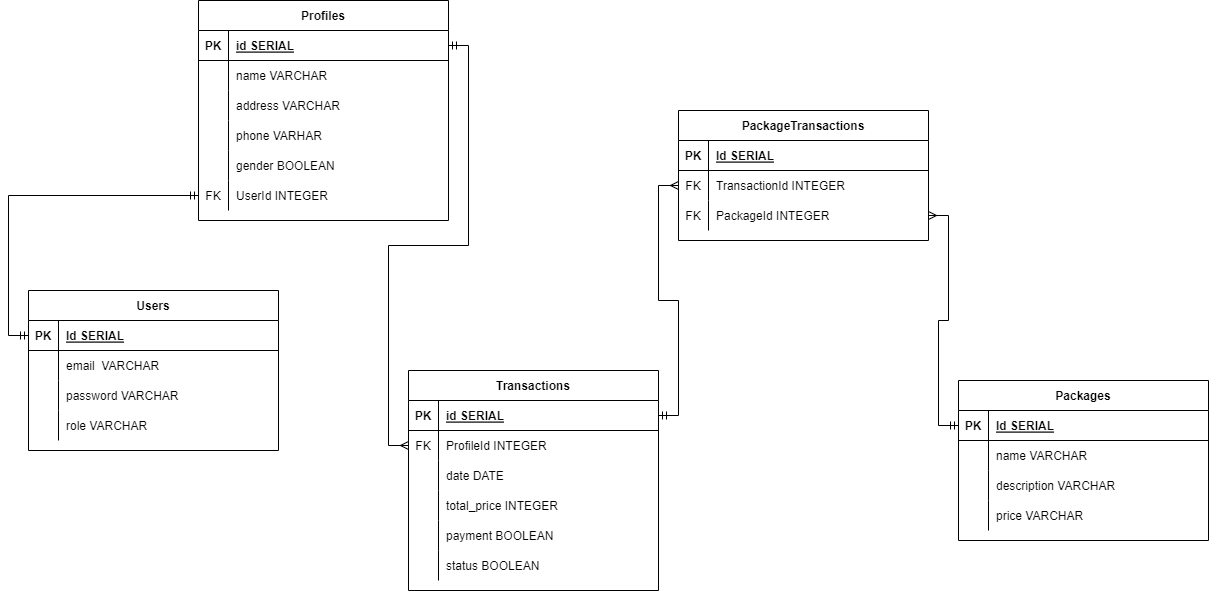 Profiles
PK id SERIAL
name VARCHAR
address VARCHAR
phone VARHAR
gender BOOLEAN
FK UserId INTEGER
Users
PK Id SERIAL
email VARCHAR
password VARCHAR
role VARCHAR
PackageTransactions
PK Id SERIAL
FK TransactionId INTEGER
FK PackageId INTEGER
Transactions
PK id SERIAL
FK ProfileId INTEGER
date DATE
total_price INTEGER
payment BOOLEAN
status BOOLEAN
Packages
PK Id SERIAL
name VARCHAR
description VARCHAR
price VARCHAR